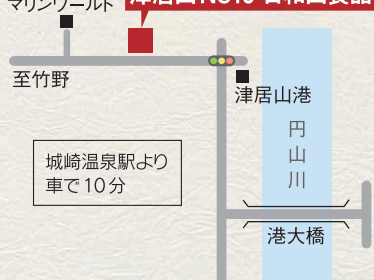 マリンワールド
至竹野
津居山港
円山川
城崎温泉駅より
車で10分
港大橋